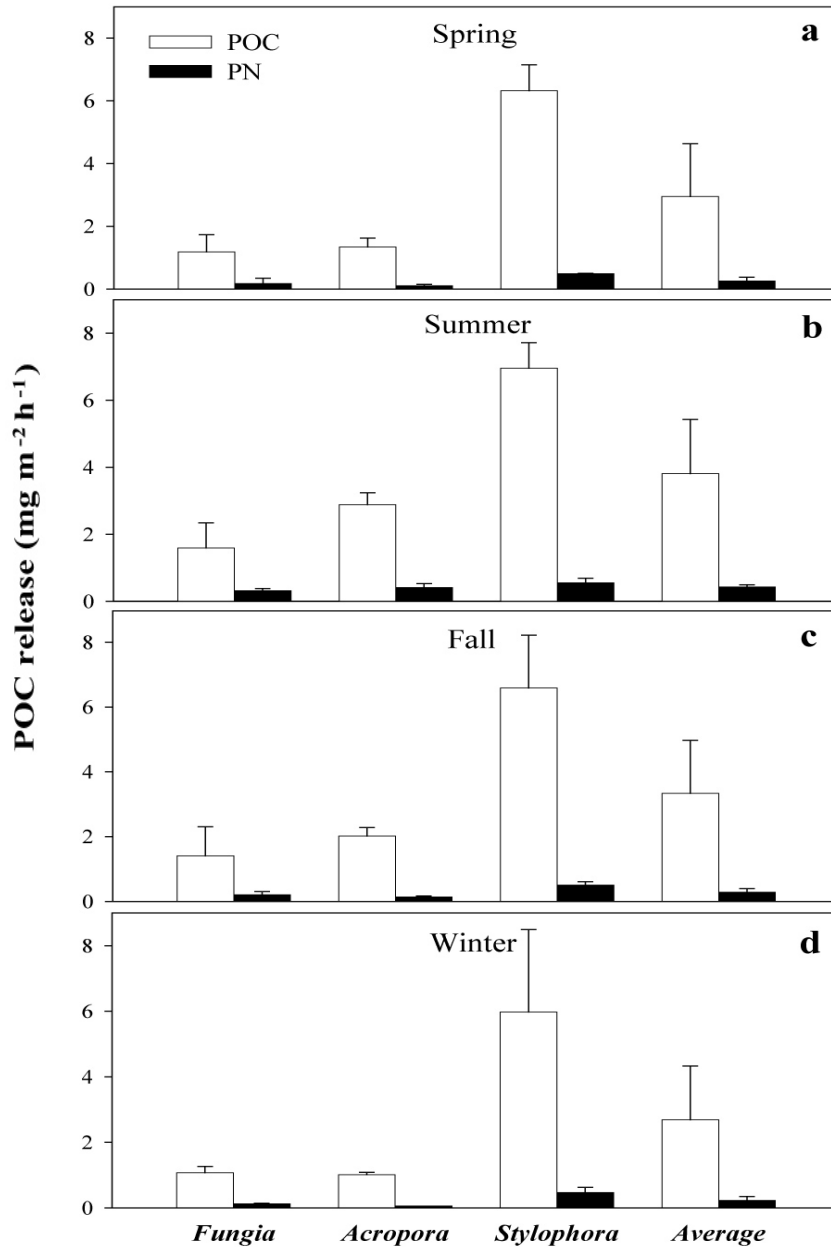 POC release (mg m⁻² h⁻¹)
Spring
a
POC
PN
8
6
4
2
0
Summer
b
8
6
4
2
0
Fall
c
8
6
4
2
0
Winter
d
8
6
4
2
0
Fungia Acropora Stylophora Average